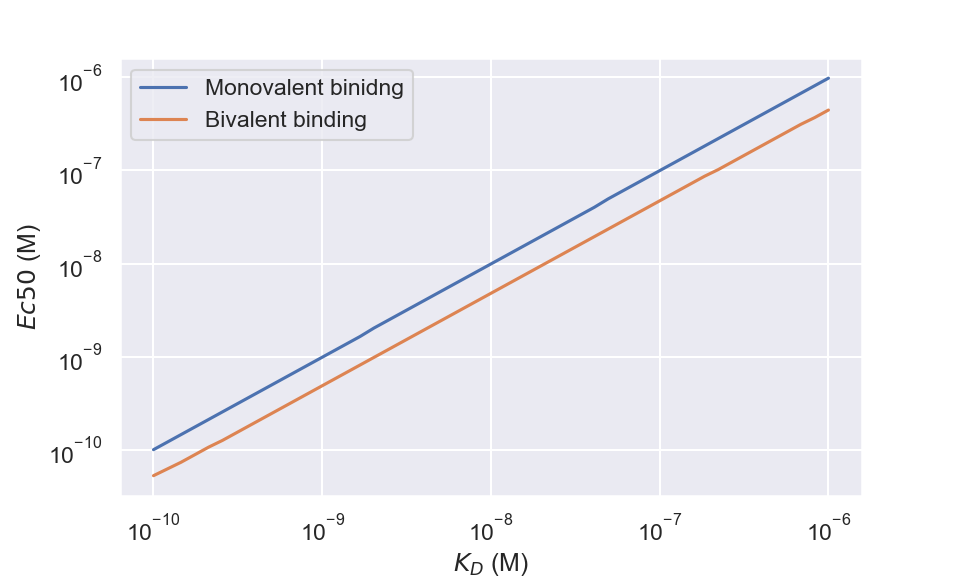 10⁻⁶
10⁻⁷
10⁻⁸
10⁻⁹
10⁻¹⁰
Ec50 (M)
Monovalent binidng
Bivalent binding
10⁻¹⁰ 10⁻⁹ 10⁻⁸ 10⁻⁷ 10⁻⁶
K_D (M)